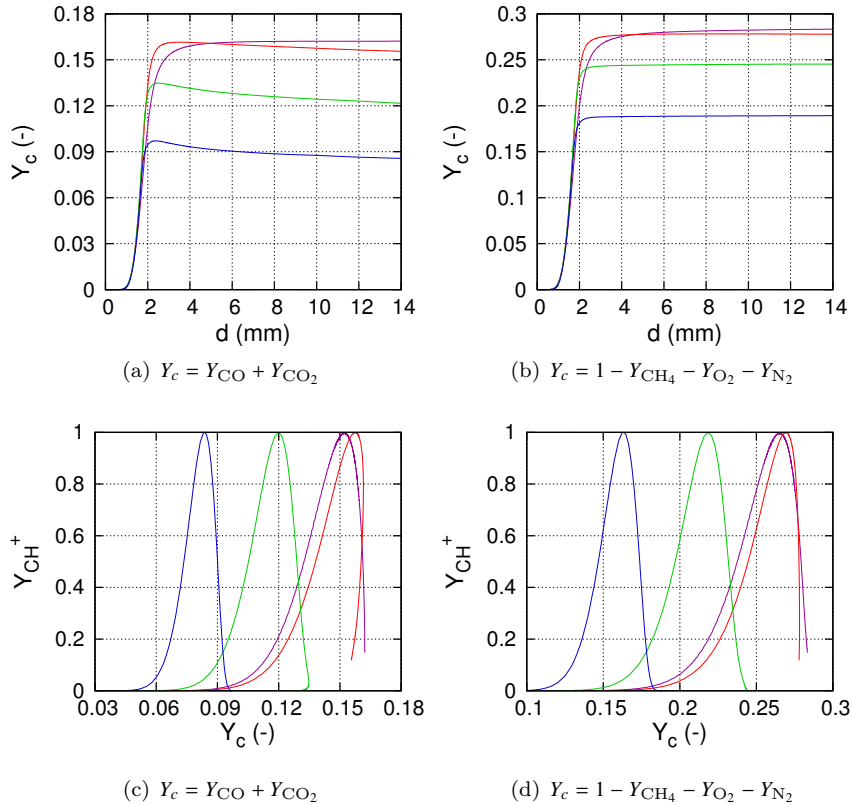 0.18
0.15
0.12
0.09
0.06
0.03
0
Y_c (-)
0 2 4 6 8 10 12 14
d (mm)
(a) Y_c = Y_CO + Y_CO₂
0.3
0.25
0.2
0.15
0.1
0.05
0
Y_c (-)
0 2 4 6 8 10 12 14
d (mm)
(b) Y_c = 1 − Y_CH₄ − Y_O₂ − Y_N₂
1
0.8
0.6
0.4
0.2
0
Y_CH⁺
0.03 0.06 0.09 0.12 0.15 0.18
Y_c (-)
(c) Y_c = Y_CO + Y_CO₂
1
0.8
0.6
0.4
0.2
0
0.1 0.15 0.2 0.25 0.3
Y_c (-)
Y_CH⁺
(d) Y_c = 1 − Y_CH₄ − Y_O₂ − Y_N₂